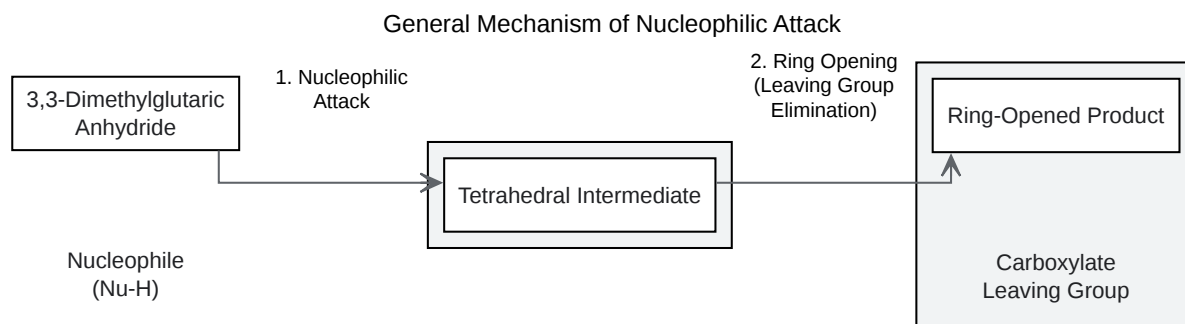 General Mechanism of Nucleophilic Attack
3,3-Dimethylglutaric
Anhydride
1. Nucleophilic
Attack
Tetrahedral Intermediate
2. Ring Opening
(Leaving Group
Elimination)
Ring-Opened Product
Nucleophile
(Nu-H)
Carboxylate
Leaving Group